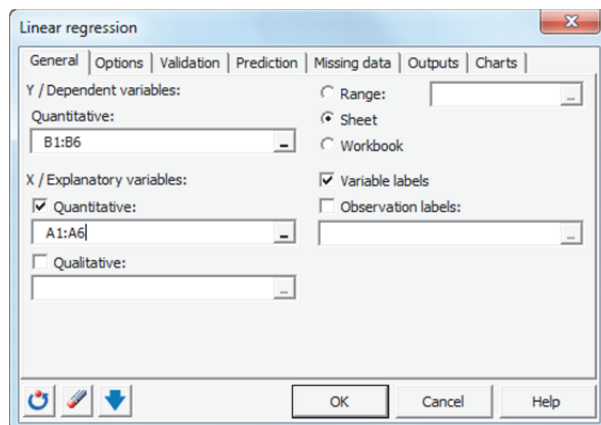 Linear regression
General Options Validation Prediction Missing data Outputs Charts
Y / Dependent variables:
Quantitative:
B1:B6
X / Explanatory variables:
Quantitative:
A1:A6
Qualitative:
Range:
Sheet
Workbook
Variable labels
Observation labels:
OK Cancel Help